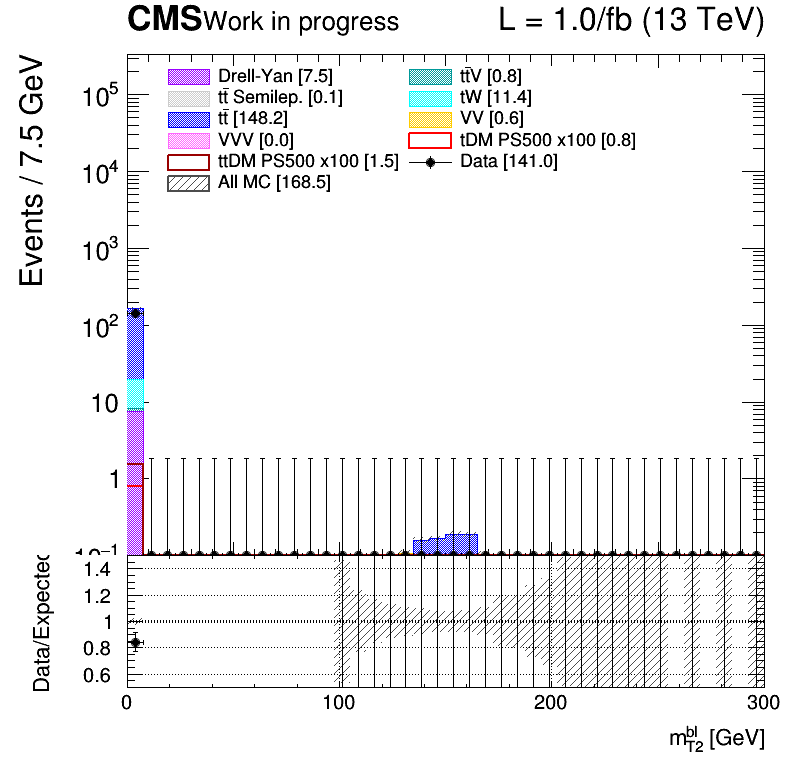 CMS Work in progress L = 1.0/fb (13 TeV)
Events / 7.5 GeV
Drell-Yan [7.5] tt̄V [0.8]
tt̄ Semilep. [0.1] tW [11.4]
tt̄ [148.2] VV [0.6]
VVV [0.0] tDM PS500 x100 [0.8]
ttDM PS500 x100 [1.5] Data [141.0]
All MC [168.5]
10⁵
10⁴
10³
10²
10
1
10⁻¹
Data/Expected
1.4
1.2
1
0.8
0.6
0 100 200 300
m_{T2}^{bl} [GeV]